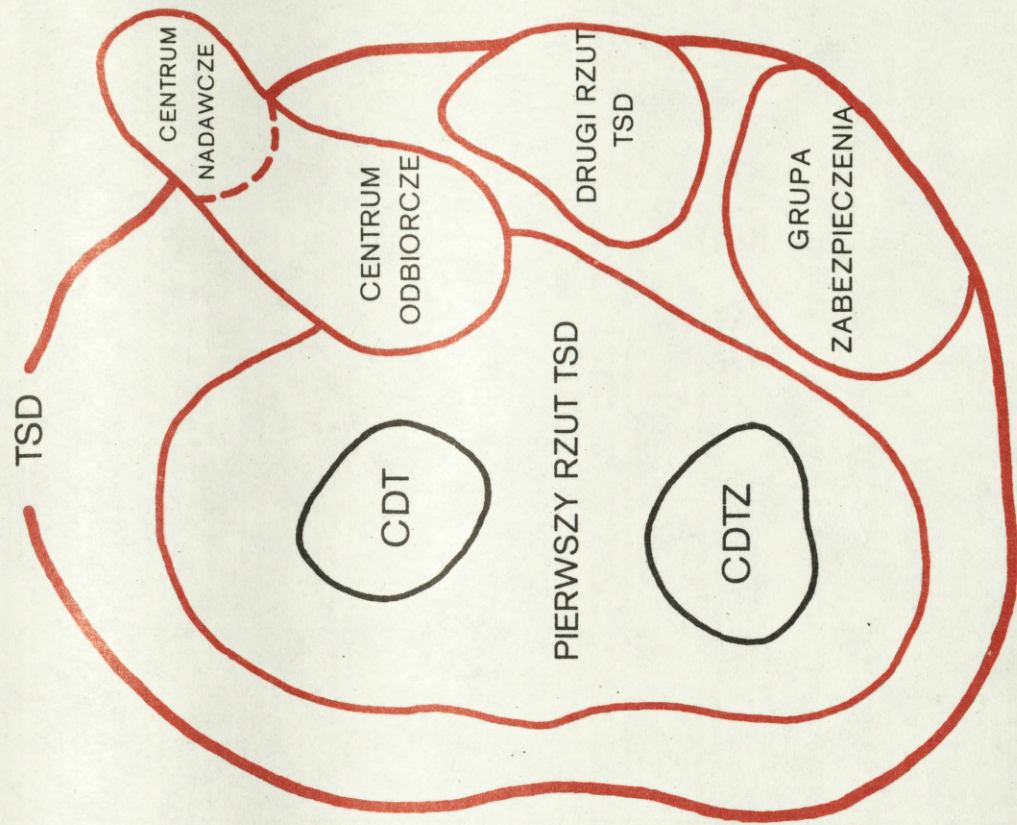 TSD
CENTRUM
NADAWCZE
CENTRUM
ODBIORCZE
DRUGI RZUT
TSD
GRUPA
ZABEZPIECZENIA
CDT
PIERWSZY RZUT TSD
CDTZ